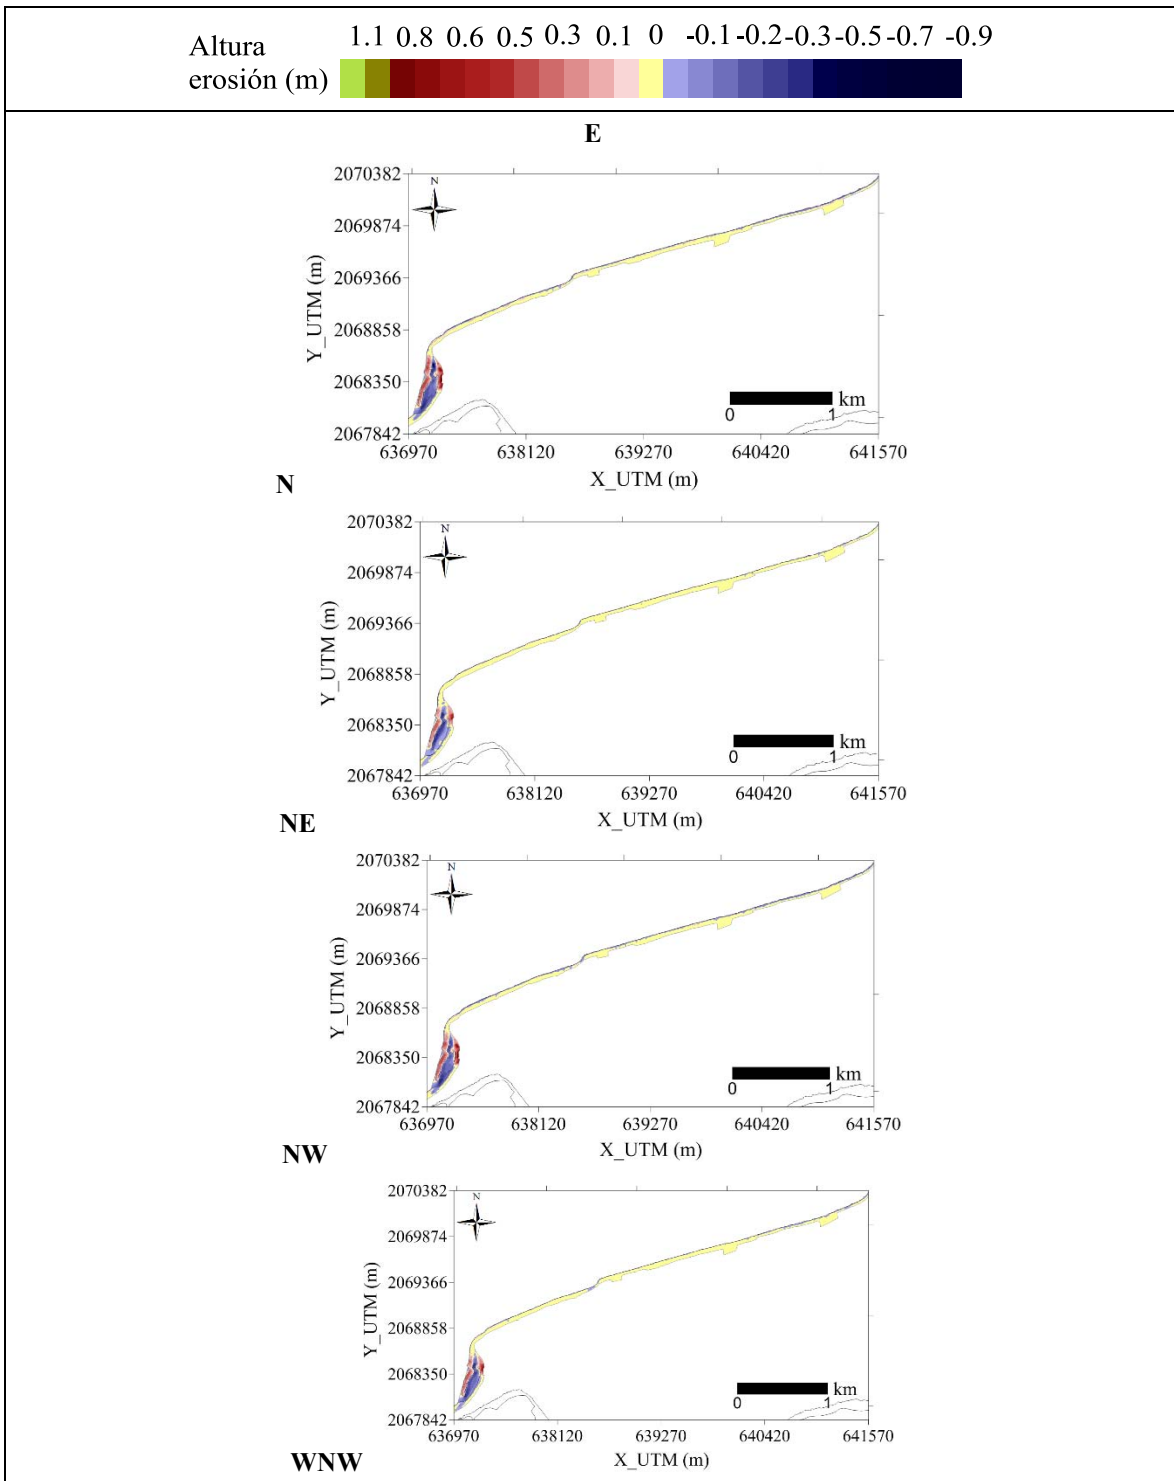 Altura
erosión (m)
1.1 0.8 0.6 0.5 0.3 0.1 0 -0.1 -0.2 -0.3 -0.5 -0.7 -0.9
E
2070382
2069874
2069366
2068858
2068350
2067842
Y_UTM (m)
N
km
0 1
636970 638120 639270 640420 641570
X_UTM (m)
N
2070382
2069874
2069366
2068858
2068350
2067842
Y_UTM (m)
N
km
0 1
636970 638120 639270 640420 641570
X_UTM (m)
NE
2070382
2069874
2069366
2068858
2068350
2067842
Y_UTM (m)
N
km
0 1
636970 638120 639270 640420 641570
X_UTM (m)
NW
2070382
2069874
2069366
2068858
2068350
2067842
Y_UTM (m)
N
km
0 1
636970 638120 639270 640420 641570
X_UTM (m)
WNW